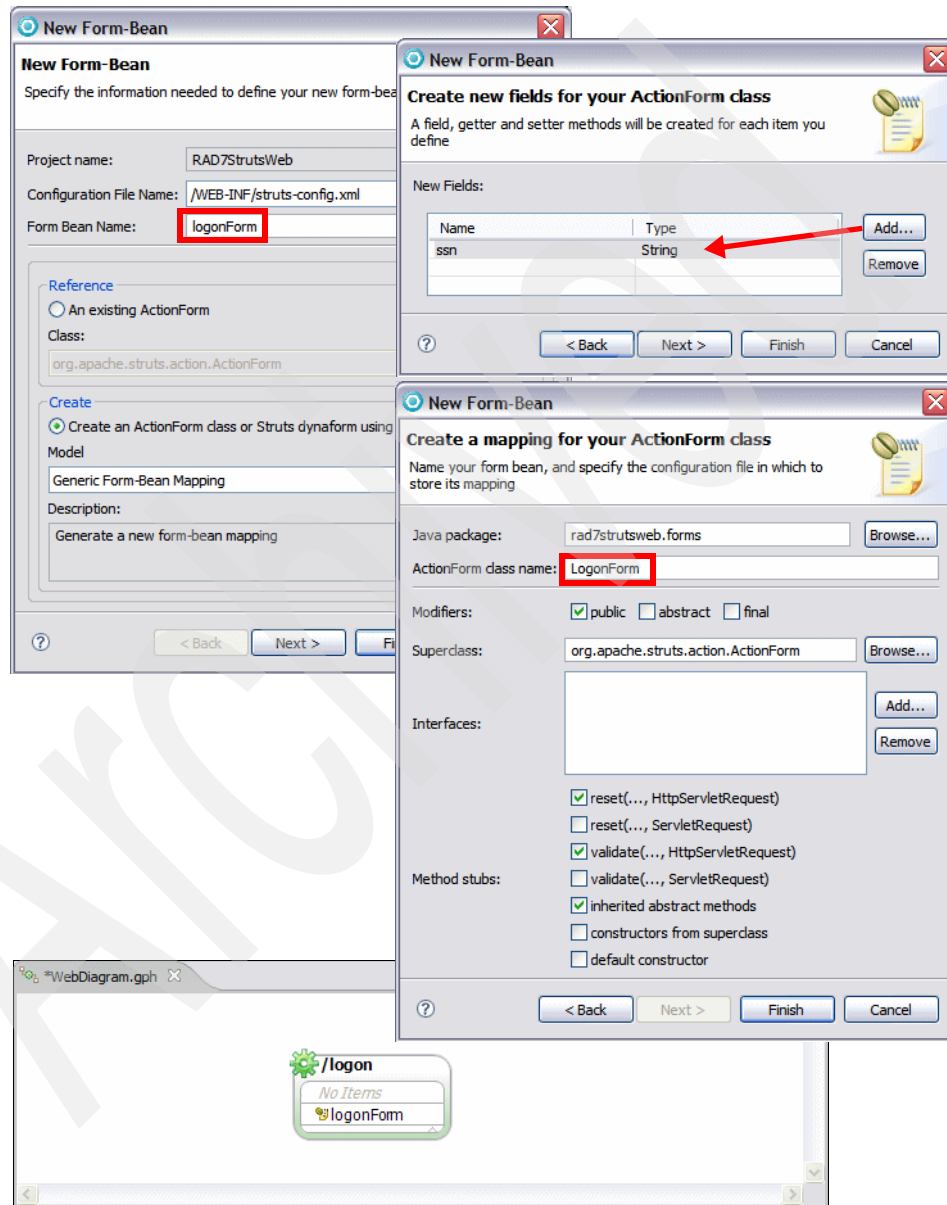 New Form-Bean
New Form-Bean
Specify the information needed to define your new form-bea
Project name: RAD7StrutsWeb
Configuration File Name: /WEB-INF/struts-config.xml
Form Bean Name: logonForm
Reference
An existing ActionForm
Class:
org.apache.struts.action.ActionForm
Create
Create an ActionForm class or Struts dynaform using
Model
Generic Form-Bean Mapping
Description:
Generate a new form-bean mapping
? < Back Next > Fi
New Form-Bean
Create new fields for your ActionForm class
A field, getter and setter methods will be created for each item you
define
New Fields:
Name Type Add...
ssn String
Remove
? < Back Next > Finish Cancel
New Form-Bean
Create a mapping for your ActionForm class
Name your form bean, and specify the configuration file in which to
store its mapping
Java package: rad7strutsweb.forms Browse...
ActionForm class name: LogonForm
Modifiers: public abstract final
Superclass: org.apache.struts.action.ActionForm Browse...
Interfaces: Add...
Remove
reset(..., HttpServletRequest)
reset(..., ServletRequest)
validate(..., HttpServletRequest)
Method stubs: validate(..., ServletRequest)
inherited abstract methods
constructors from superclass
default constructor
? < Back Next > Finish Cancel
*WebDiagram.gph
/logon
No Items
logonForm
Archived